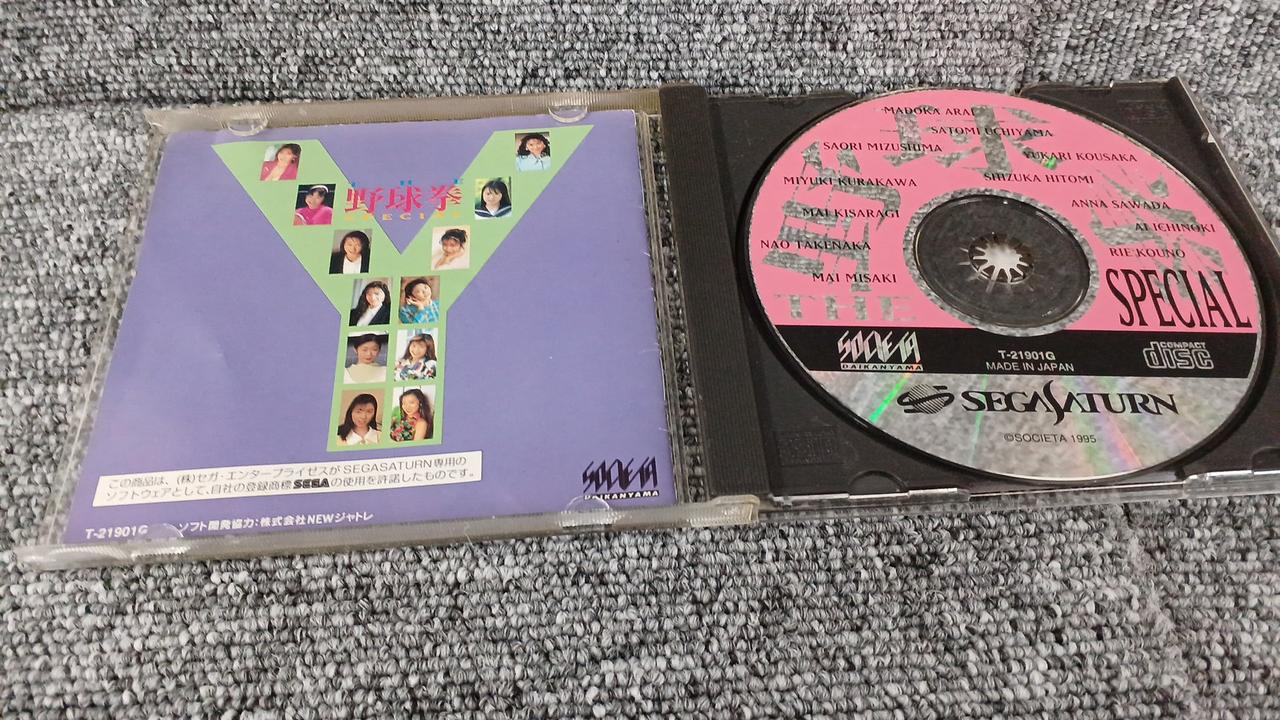 THE
野球拳
SPECIAL
この商品は、(株)セガ・エンタープライゼスがSEGASATURN専用の
ソフトウェアとして、自社の登録商標SEGAの使用を許諾したものです。
SOCIETA
DAIKANYAMA
T-21901G
ソフト開発協力:株式会社NEWジャトレ
MADOKA ARAI
SATOMI UCHIYAMA
SAORI MIZUSHIMA
YUKARI KOUSAKA
MIYUKI KURAKAWA
SHIZUKA HITOMI
MAI KISARAGI
ANNA SAWADA
NAO TAKENAKA
AI ICHINOKI
MAI MISAKI
RIE KOUNO
THE
野球拳
SPECIAL
SOCIETA
DAIKANYAMA
T-21901G
MADE IN JAPAN
COMPACT
disc
SEGASATURN
©SOCIETA 1995